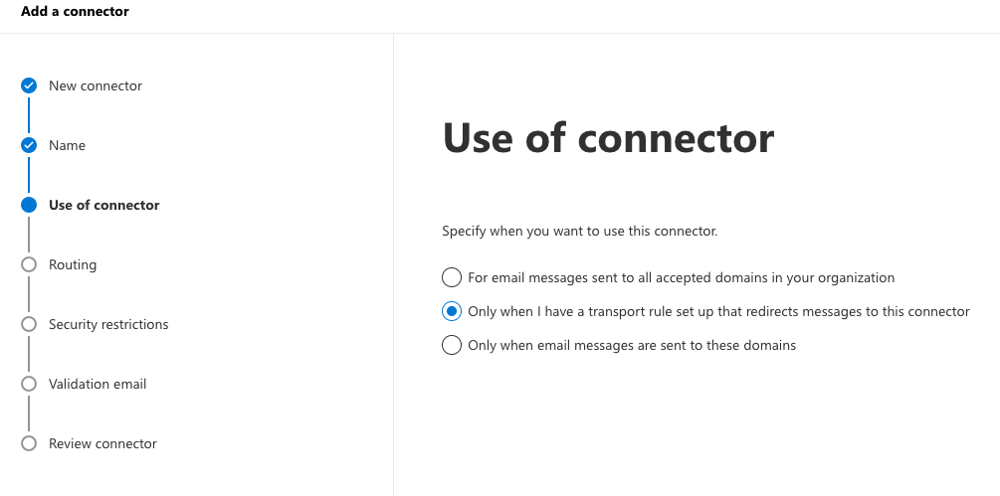 Add a connector
New connector
Name
Use of connector
Routing
Security restrictions
Validation email
Review connector
Use of connector
Specify when you want to use this connector.
For email messages sent to all accepted domains in your organization
Only when I have a transport rule set up that redirects messages to this connector
Only when email messages are sent to these domains